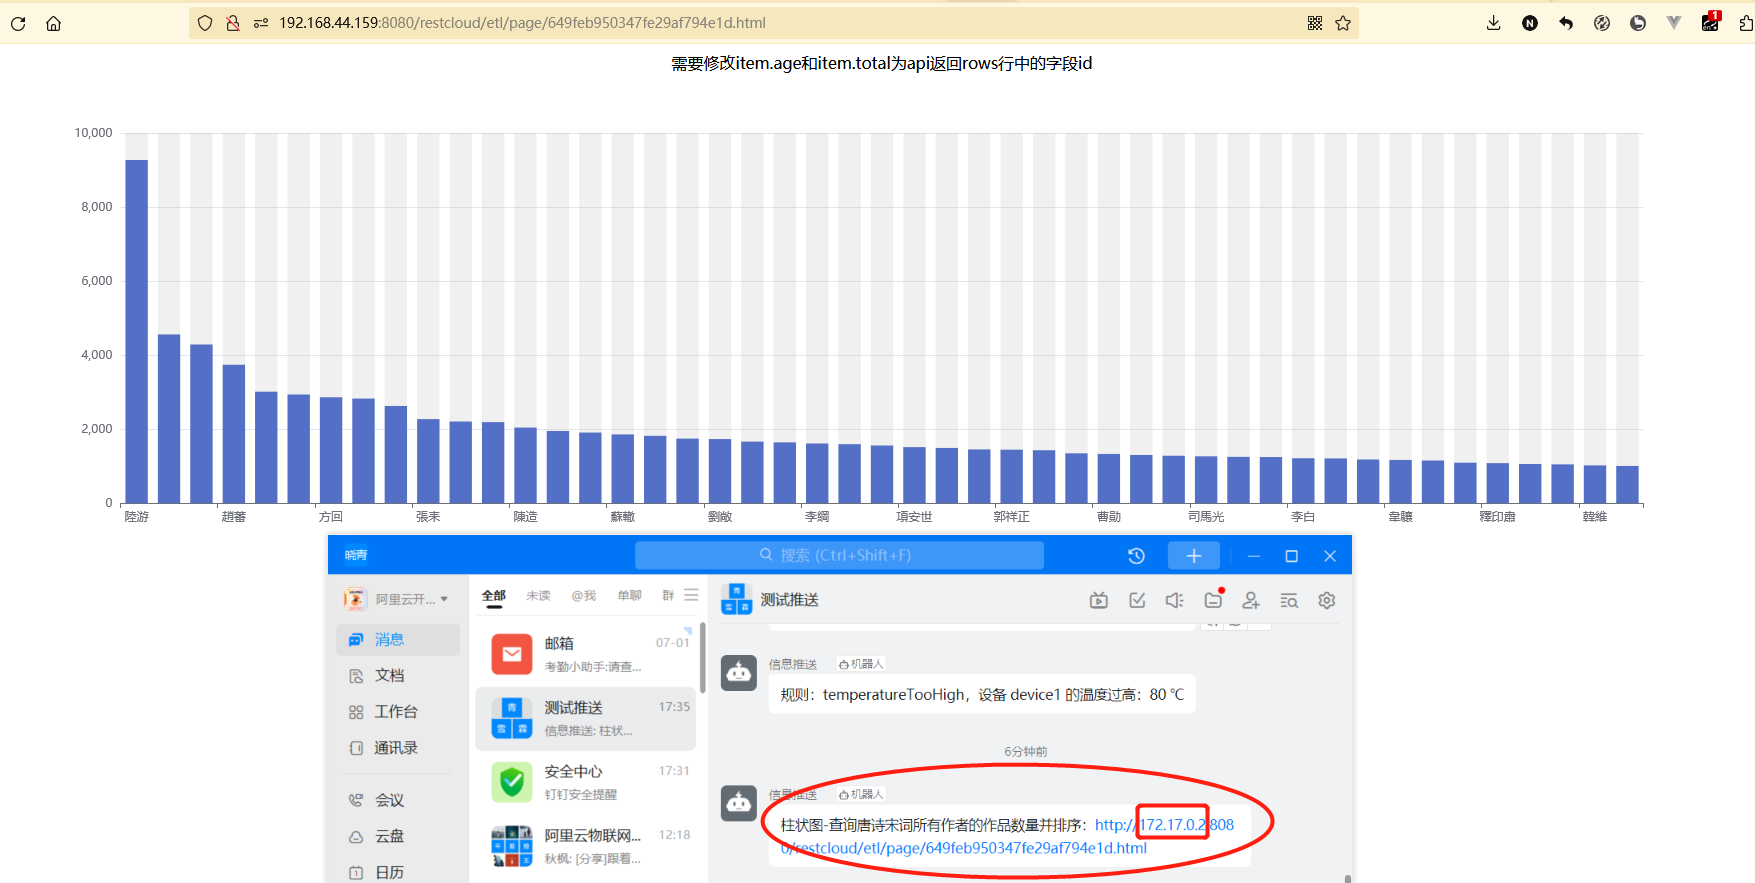 192.168.44.159:8080/restcloud/etl/page/649feb950347fe29af794e1d.html
N
1
需要修改item.age和item.total为api返回rows行中的字段id
10,000
8,000
6,000
4,000
2,000
0
陸游 趙蕃 方回 張耒 陳造 蘇轍 劉敞 李綱 項安世 郭祥正 曹勛 司馬光 李白 韋驤 釋印肅 韓維
晓青
搜索 (Ctrl+Shift+F)
阿里云开...
消息
文档
工作台
通讯录
会议
云盘
日历
全部 未读 @我 单聊 群
邮箱 07-01
考勤小助手:请查...
测试推送 17:35
信息推送: 柱状...
安全中心 17:31
钉钉安全提醒
阿里云物联网... 12:18
秋枫: [分享]跟着...
青
雪 霖
测试推送
信息推送 机器人
规则：temperatureTooHigh，设备 device1 的温度过高：80 ℃
6分钟前
信息推送 机器人
柱状图-查询唐诗宋词所有作者的作品数量并排序：http://172.17.0.2:808
0/restcloud/etl/page/649feb950347fe29af794e1d.html